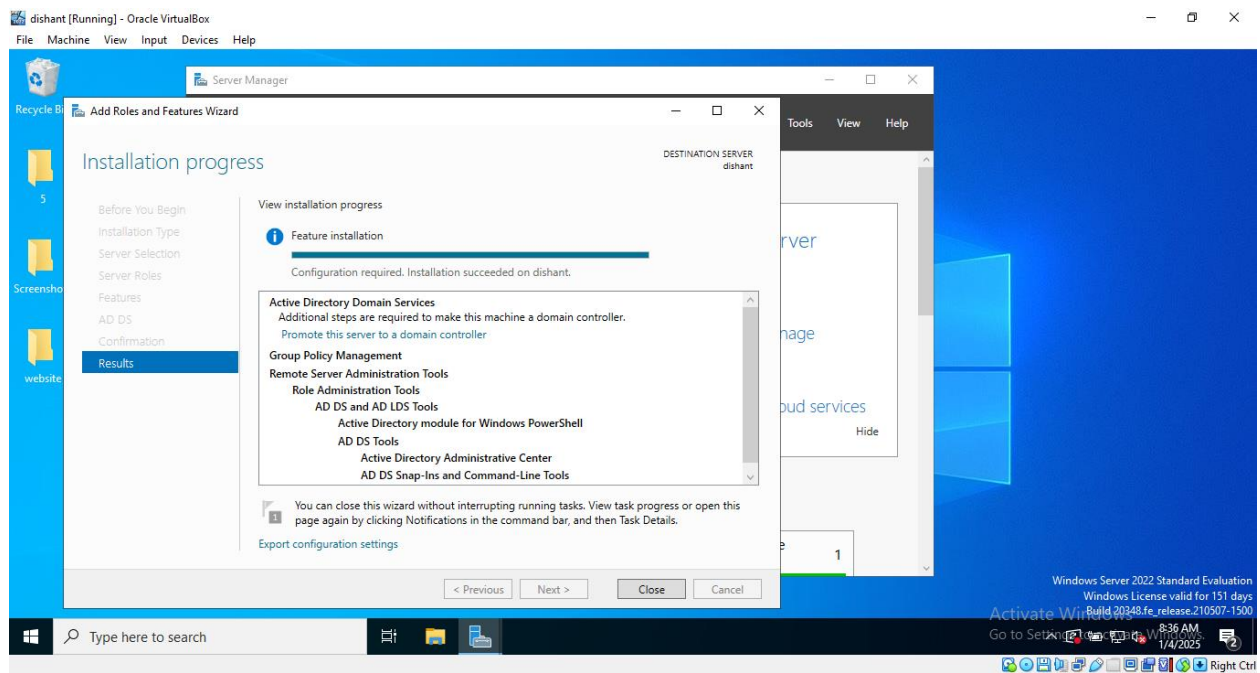 dishant [Running] - Oracle VirtualBox
File Machine View Input Devices Help
Server Manager
Recycle Bi
Add Roles and Features Wizard
Tools View Help
Installation progress
DESTINATION SERVER
dishant
5
Before You Begin
Installation Type
Server Selection
Server Roles
Features
AD DS
Confirmation
Results
View installation progress
Feature installation
Configuration required. Installation succeeded on dishant.
Active Directory Domain Services
Additional steps are required to make this machine a domain controller.
Promote this server to a domain controller
Group Policy Management
Remote Server Administration Tools
Role Administration Tools
AD DS and AD LDS Tools
Active Directory module for Windows PowerShell
AD DS Tools
Active Directory Administrative Center
AD DS Snap-Ins and Command-Line Tools
You can close this wizard without interrupting running tasks. View task progress or open this
page again by clicking Notifications in the command bar, and then Task Details.
1
Export configuration settings
< Previous Next > Close Cancel
rver
nage
oud services
Hide
1
Screensho
website
Windows Server 2022 Standard Evaluation
Windows License valid for 151 days
Build 20348.fe_release.210507-1500
Activate Windows
Go to Settings to activate Windows.
Type here to search
8:36 AM
1/4/2025
2
Right Ctrl